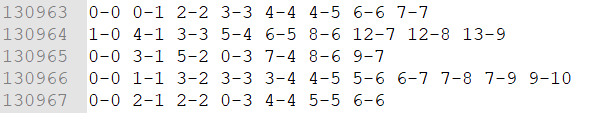 130963 0-0 0-1 2-2 3-3 4-4 4-5 6-6 7-7
130964 1-0 4-1 3-3 5-4 6-5 8-6 12-7 12-8 13-9
130965 0-0 3-1 5-2 0-3 7-4 8-6 9-7
130966 0-0 1-1 3-2 3-3 3-4 4-5 5-6 6-7 7-8 7-9 9-10
130967 0-0 2-1 2-2 0-3 4-4 5-5 6-6